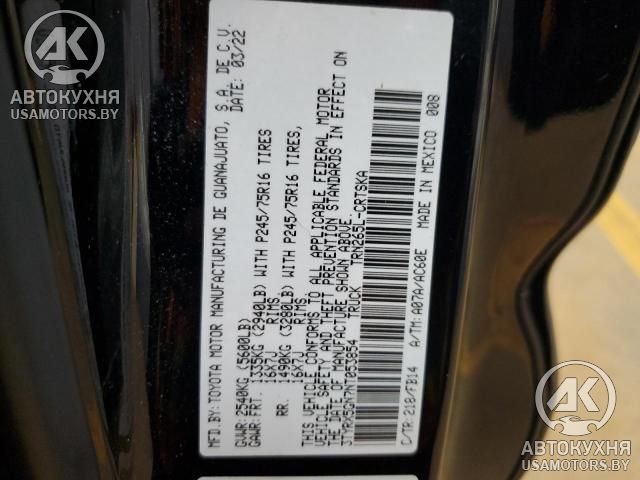 MFD.BY:TOYOTA MOTOR MANUFACTURING DE GUANAJUATO, S.A. DE C.V.
DATE: 03/22
GVWR:2540KG (5600LB)
GAWR:FRT. 1335KG (2940LB) WITH P245/75R16 TIRES
16X7J RIMS
RR. 1490KG (3280LB) WITH P245/75R16 TIRES,
16X7J RIMS
THIS VEHICLE CONFORMS TO ALL APPLICABLE FEDERAL MOTOR
VEHICLE SAFETY AND THEFT PREVENTION STANDARDS IN EFFECT ON
THE DATE OF MANUFACTURE SHOWN ABOVE.
3TYRX5GN7NT053854 TRUCK TRN265L-CRTSKA
C/TR:218/FB14 A/TM:A07A/AC60E MADE IN MEXICO 008
AK
АВТОКУХНЯ
USAMOTORS.BY
AK
АВТОКУХНЯ
USAMOTORS.BY